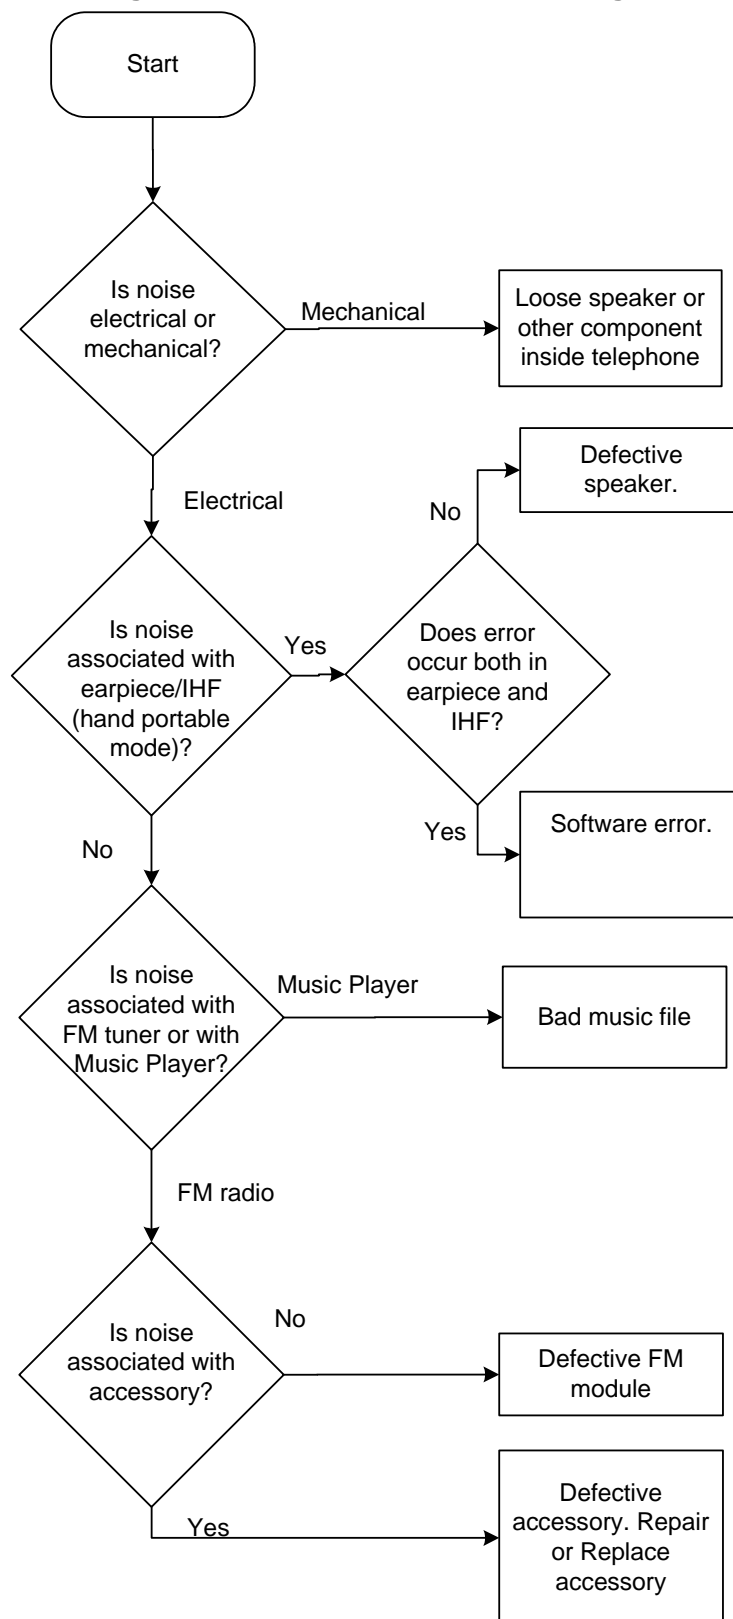 Start
Is noise
electrical or
mechanical?
Mechanical
Loose speaker or
other component
inside telephone
Electrical
Defective
speaker.
No
Is noise
associated with
earpiece/IHF
(hand portable
mode)?
Yes
Does error
occur both in
earpiece and
IHF?
Yes
Software error.
No
Is noise
associated with
FM tuner or with
Music Player?
Music Player
Bad music file
FM radio
Is noise
associated with
accessory?
No
Defective FM
module
Yes
Defective
accessory. Repair
or Replace
accessory